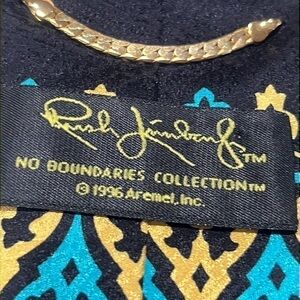 Rush Limbaugh™
NO BOUNDARIES COLLECTION™
© 1996 Aremel, Inc.